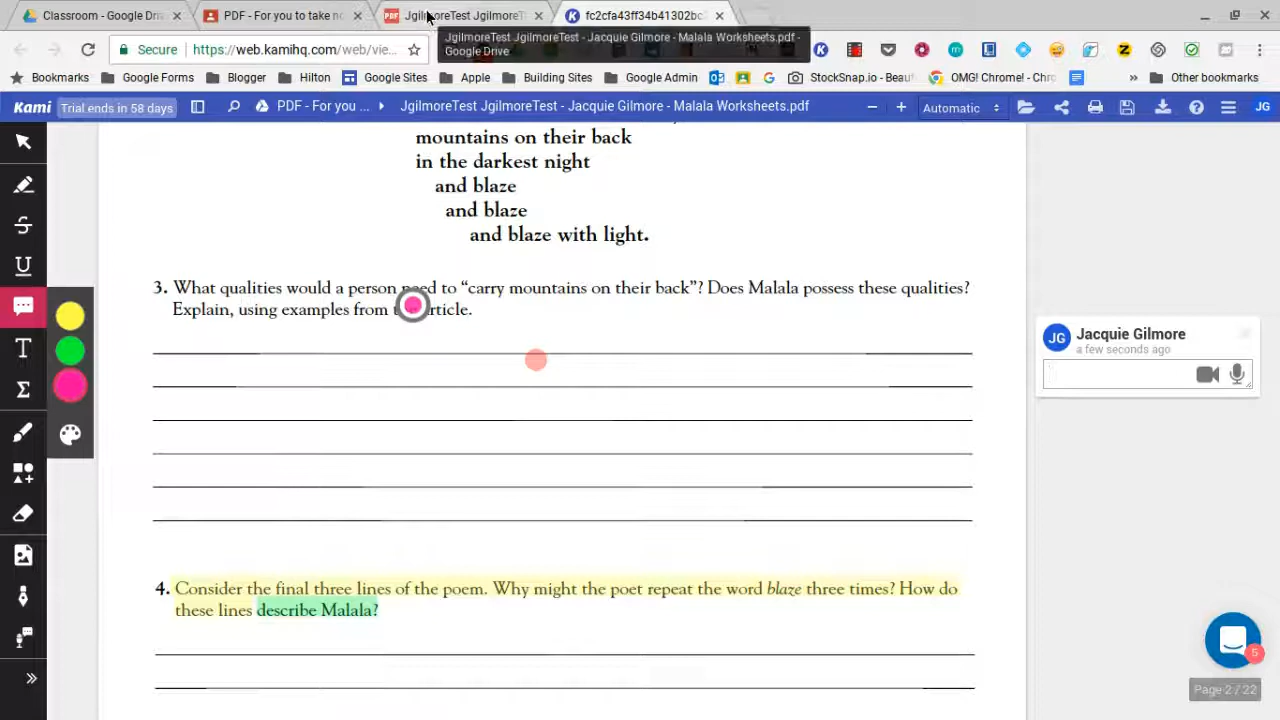 Classroom - Google Dri
PDF - For you to take n
JgilmoreTest JgilmoreTest
fc2cfa43ff34b41302bc
JgilmoreTest JgilmoreTest - Jacquie Gilmore - Malala Worksheets.pdf -
Google Drive
Secure
https://web.kamihq.com/web/vie...
Bookmarks
Google Forms
Blogger
Hilton
Google Sites
Apple
Building Sites
Google Admin
G
StockSnap.io - Beaut
OMG! Chrome! - Chro
»
Other bookmarks
Kami
Trial ends in 58 days
PDF - For you ...
JgilmoreTest JgilmoreTest - Jacquie Gilmore - Malala Worksheets.pdf
Automatic
JG
mountains on their back
in the darkest night
and blaze
and blaze
and blaze with light.
3. What qualities would a person need to “carry mountains on their back”? Does Malala possess these qualities?
Explain, using examples from article.
JG
Jacquie Gilmore
a few seconds ago
4. Consider the final three lines of the poem. Why might the poet repeat the word blaze three times? How do
these lines describe Malala?
5
Page 2 / 22